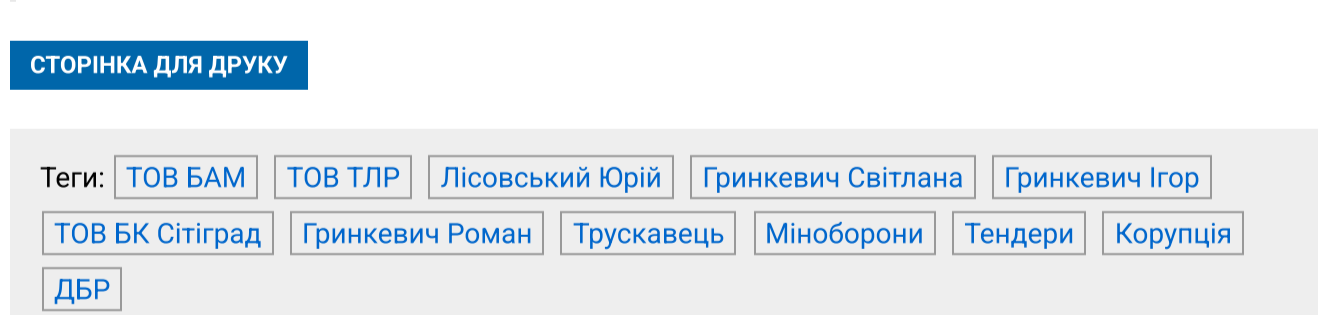 СТОРІНКА ДЛЯ ДРУКУ
Теги: ТОВ БАМ ТОВ ТЛР Лісовський Юрій Гринкевич Світлана Гринкевич Ігор
ТОВ БК Сітіград Гринкевич Роман Трускавець Міноборони Тендери Корупція
ДБР